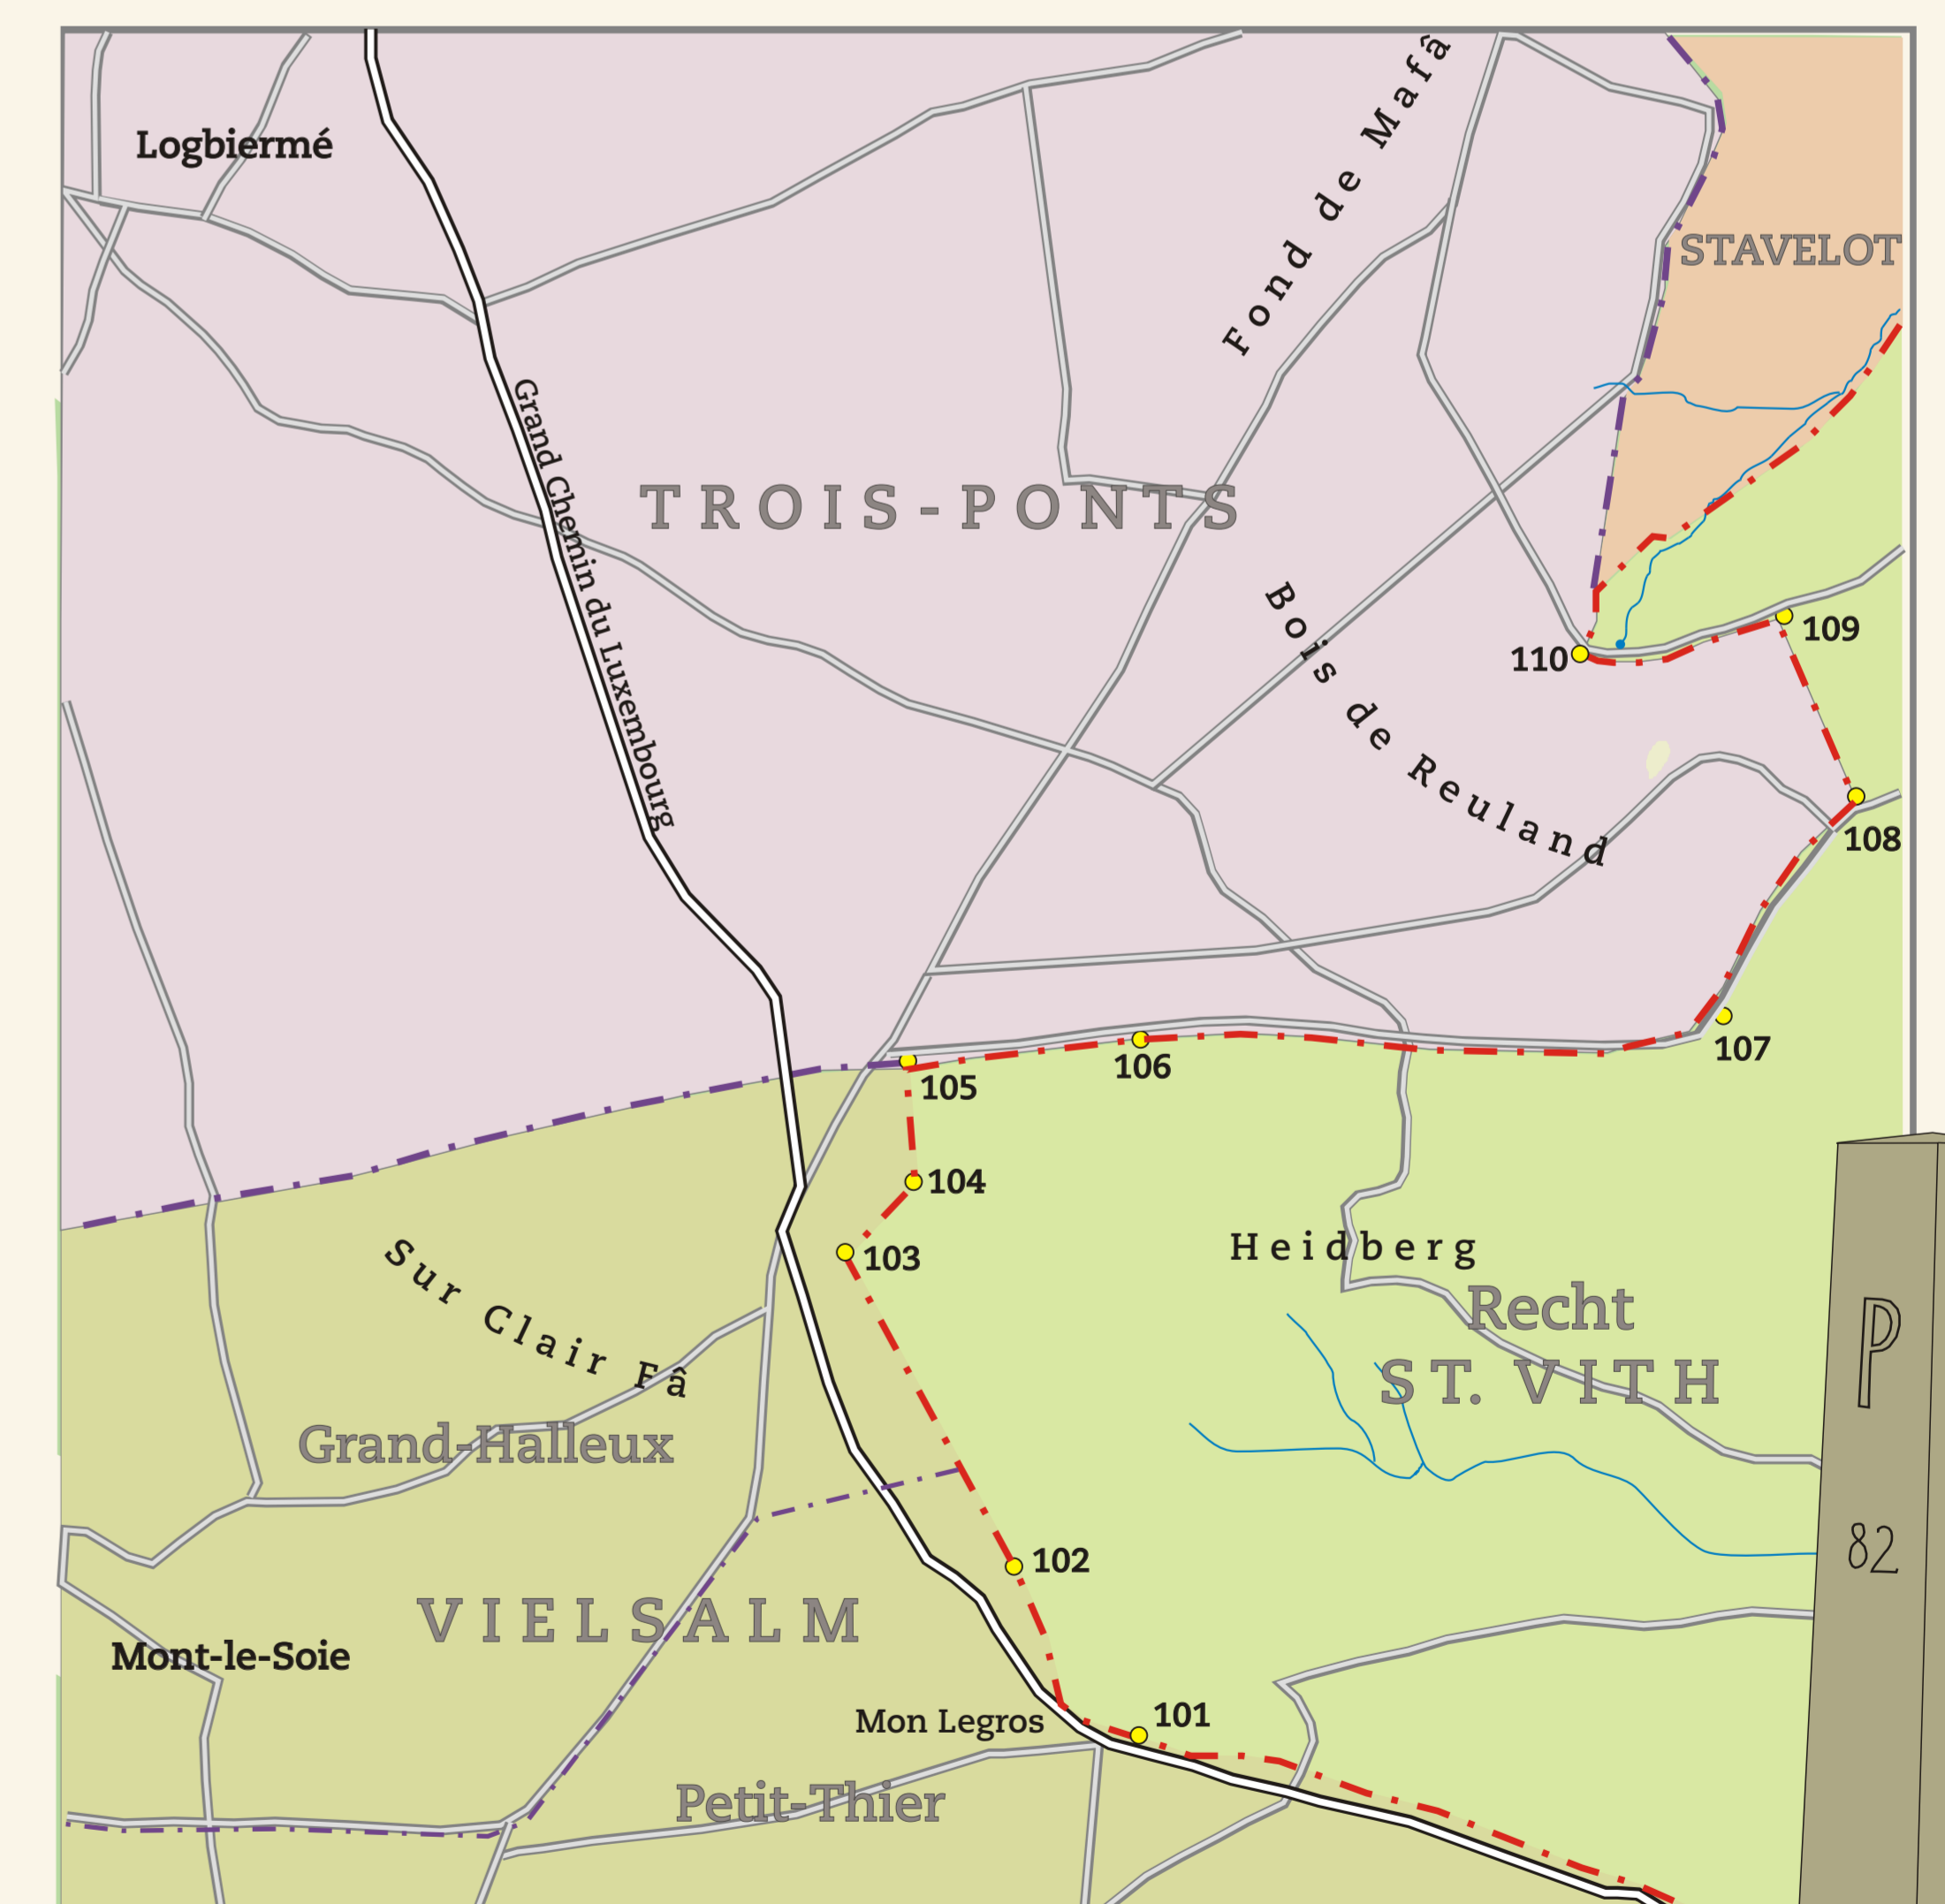 Logbiermé
Fond de Mafâ
STAVELOT
Grand Chemin du Luxembourg
TROIS-PONTS
Bois de Reuland
109
110
108
107
106
105
104
103
Heidberg
Sur Clair Fâ
Recht
ST. VITH
P
82
Grand-Halleux
102
VIELSALM
Mont-le-Soie
101
Mon Legros
Petit-Thier